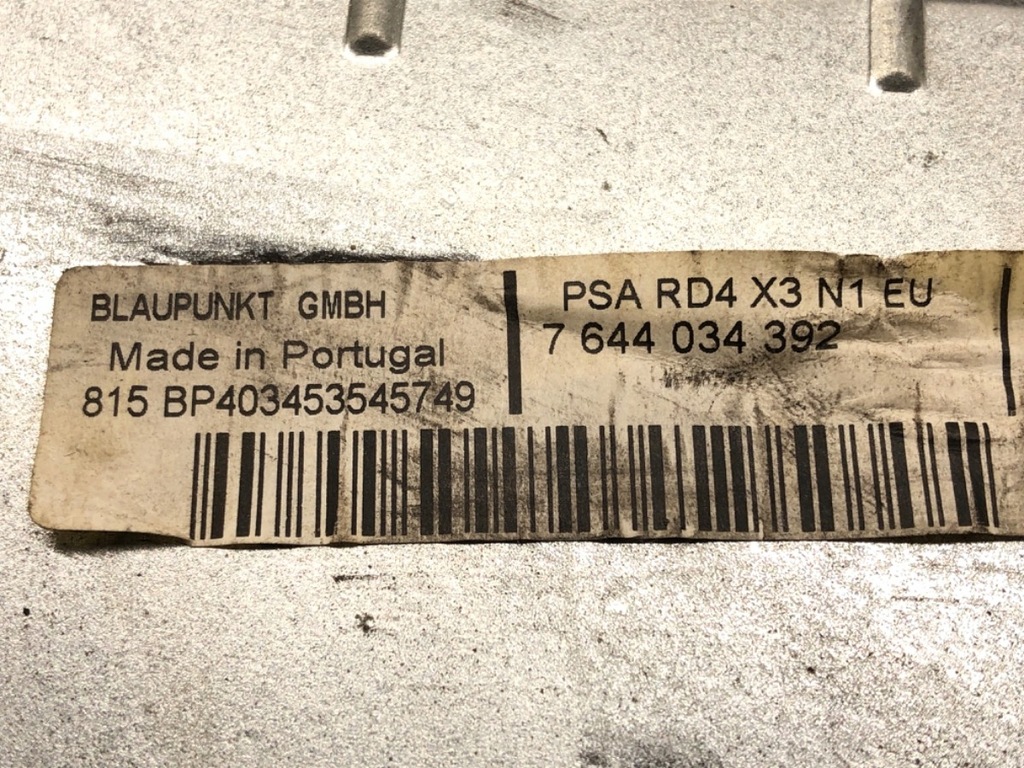 BLAUPUNKT GMBH
Made in Portugal
815 BP403453545749
PSA RD4 X3 N1 EU
7 644 034 392